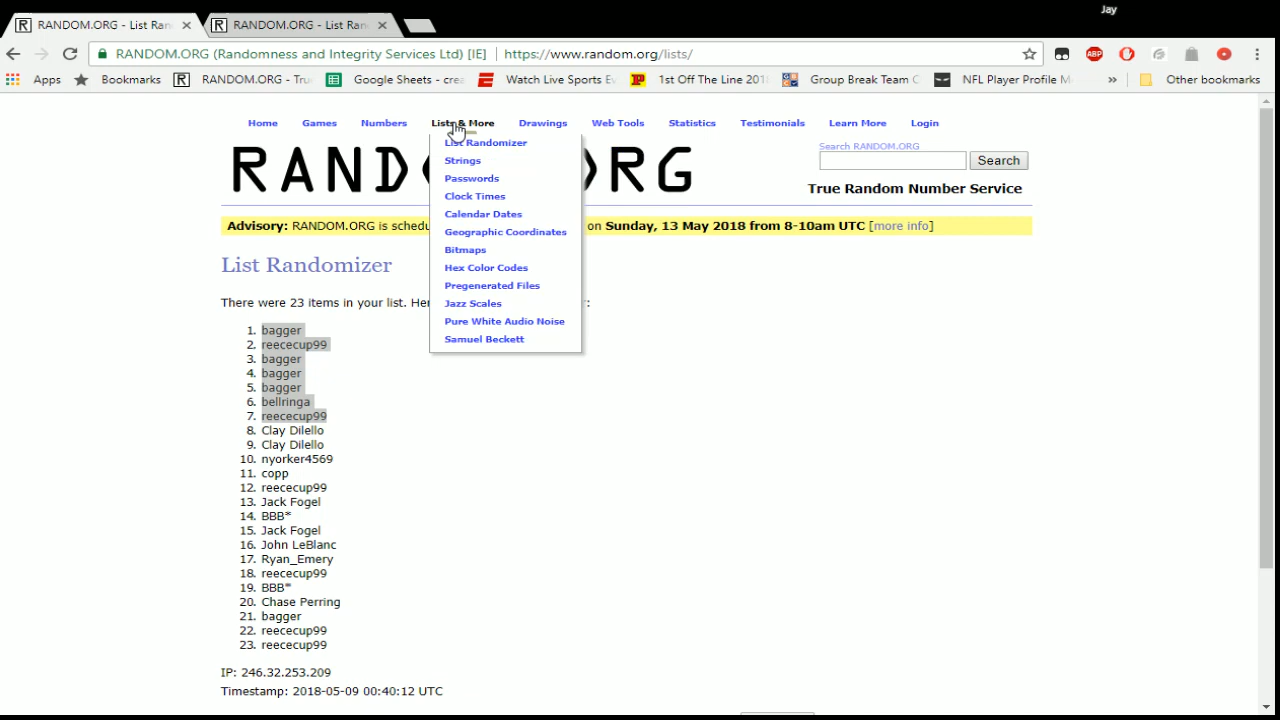 Jay
RANDOM.ORG - List Ran
RANDOM.ORG - List Ran
RANDOM.ORG (Randomness and Integrity Services Ltd) [IE] https://www.random.org/lists/
Apps Bookmarks RANDOM.ORG - Tru Google Sheets - crea Watch Live Sports Ev 1st Off The Line 201 Group Break Team NFL Player Profile M » Other bookmarks
Home Games Numbers Lists & More Drawings Web Tools Statistics Testimonials Learn More Login
List Randomizer
Strings
Passwords
Clock Times
Calendar Dates
Geographic Coordinates
Bitmaps
Hex Color Codes
Pregenerated Files
Jazz Scales
Pure White Audio Noise
Samuel Beckett
Search RANDOM.ORG
Search
RAND RG
True Random Number Service
Advisory: RANDOM.ORG is schedu on Sunday, 13 May 2018 from 8-10am UTC [more info]
List Randomizer
There were 23 items in your list. Her :
1. bagger
2. reececup99
3. bagger
4. bagger
5. bagger
6. bellringa
7. reececup99
8. Clay Dilello
9. Clay Dilello
10. nyorker4569
11. copp
12. reececup99
13. Jack Fogel
14. BBB*
15. Jack Fogel
16. John LeBlanc
17. Ryan_Emery
18. reececup99
19. BBB*
20. Chase Perring
21. bagger
22. reececup99
23. reececup99
IP: 246.32.253.209
Timestamp: 2018-05-09 00:40:12 UTC